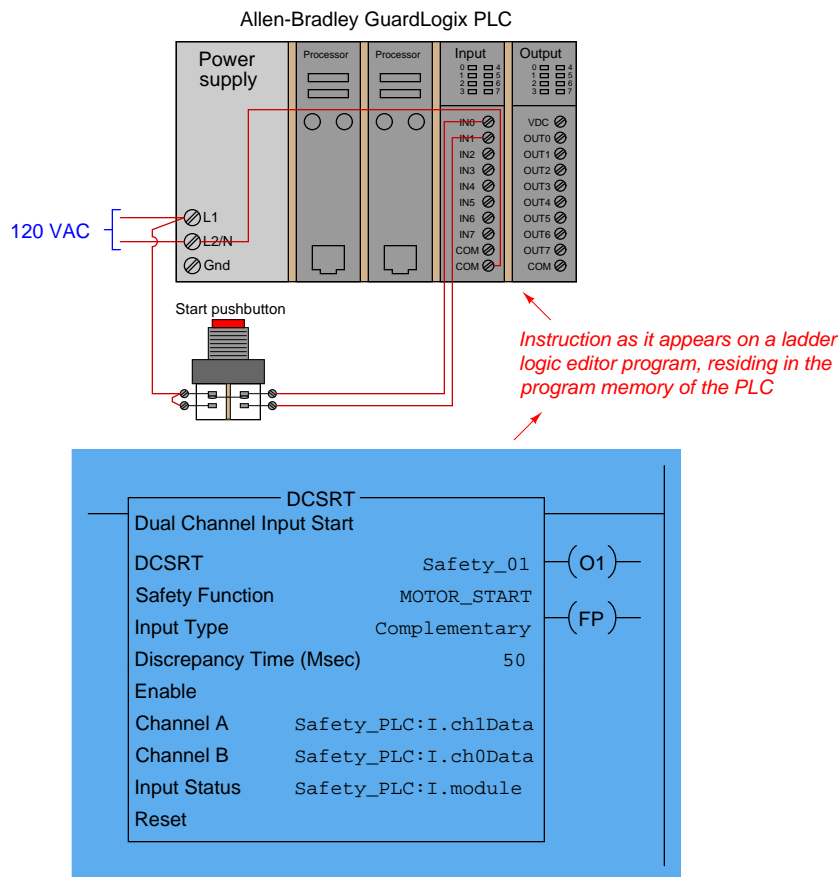 Allen-Bradley GuardLogix PLC
Power
supply
Processor
Processor
Input
0 4
1 5
2 6
3 7
Output
0 4
1 5
2 6
3 7
IN0
IN1
IN2
IN3
IN4
IN5
IN6
IN7
COM
COM
VDC
OUT0
OUT1
OUT2
OUT3
OUT4
OUT5
OUT6
OUT7
COM
120 VAC
L1
L2/N
Gnd
Start pushbutton
Instruction as it appears on a ladder
logic editor program, residing in the
program memory of the PLC
DCSRT
Dual Channel Input Start
DCSRT Safety_01
Safety Function MOTOR_START
Input Type Complementary
Discrepancy Time (Msec) 50
Enable
Channel A Safety_PLC:I.ch1Data
Channel B Safety_PLC:I.ch0Data
Input Status Safety_PLC:I.module
Reset
O1
FP